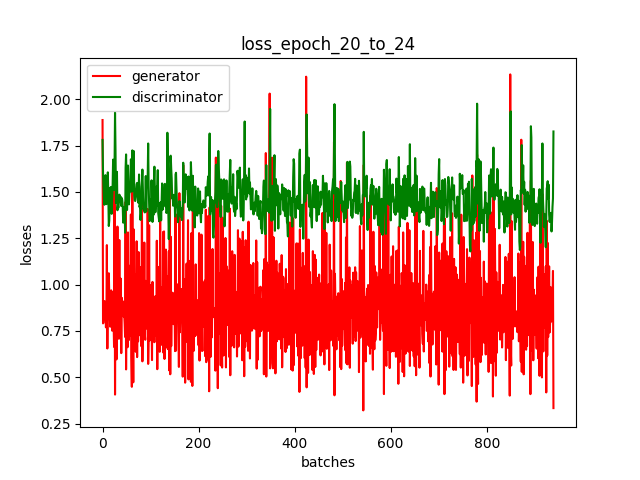 loss_epoch_20_to_24
generator
discriminator
2.00
1.75
1.50
1.25
1.00
0.75
0.50
0.25
losses
0 200 400 600 800
batches